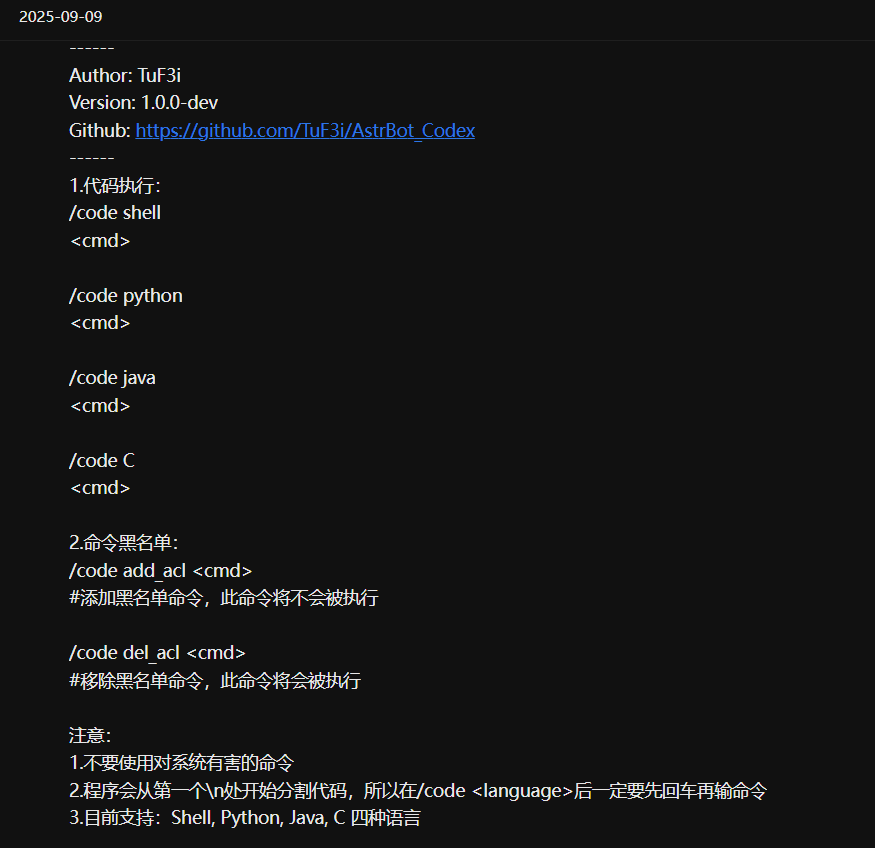 2025-09-09
------
Author: TuF3i
Version: 1.0.0-dev
Github: https://github.com/TuF3i/AstrBot_Codex
------
1.代码执行：
/code shell
<cmd>
/code python
<cmd>
/code java
<cmd>
/code C
<cmd>
2.命令黑名单：
/code add_acl <cmd>
#添加黑名单命令，此命令将不会被执行
/code del_acl <cmd>
#移除黑名单命令，此命令将会被执行
注意：
1.不要使用对系统有害的命令
2.程序会从第一个\n处开始分割代码，所以在/code <language>后一定要先回车再输命令
3.目前支持：Shell, Python, Java, C 四种语言